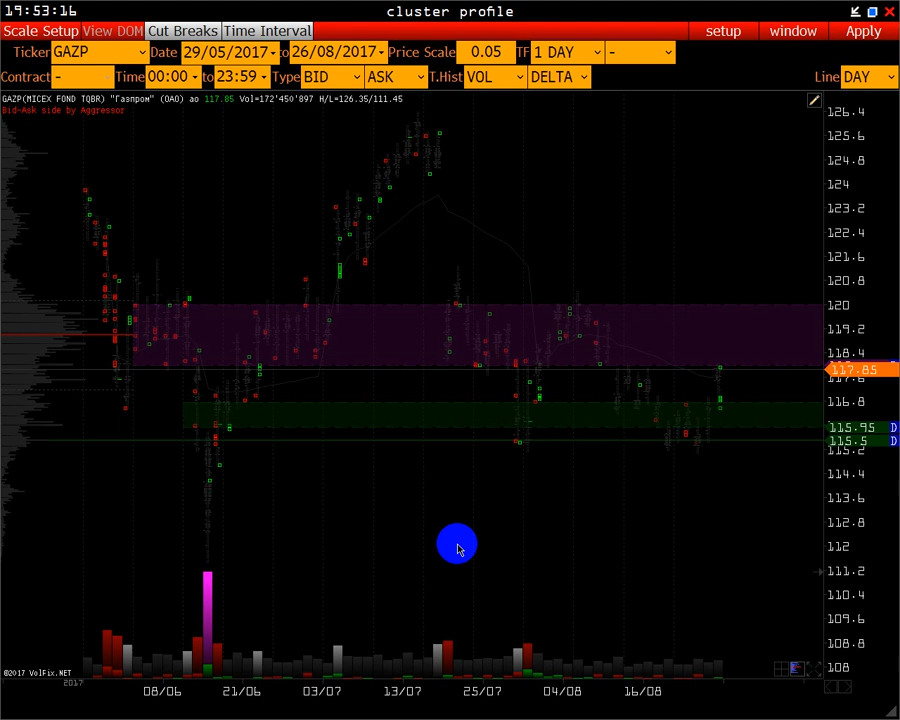 19:53:16 cluster profile
Scale Setup View DOM Cut Breaks Time Interval setup window Apply
Ticker GAZP Date 29/05/2017 to 26/08/2017 Price Scale 0.05 TF 1 DAY -
Contract - Time 00:00 to 23:59 Type BID ASK T.Hist VOL DELTA Line DAY
GAZP(MICEX FOND TQBR) "Газпром" (ОАО) ао 117.85 Vol=172'450'897 H/L=126.35/111.45
Bid-Ask side by Aggressor
126.4
125.6
124.8
124
123.2
122.4
121.6
120.8
120
119.2
118.4
117.85
117.6
116.8
115.95 D
115.5 D
115.2
114.4
113.6
112.8
112
111.2
110.4
109.6
108.8
108
©2017 VolFix.NET
2017
08/06 21/06 03/07 13/07 25/07 04/08 16/08